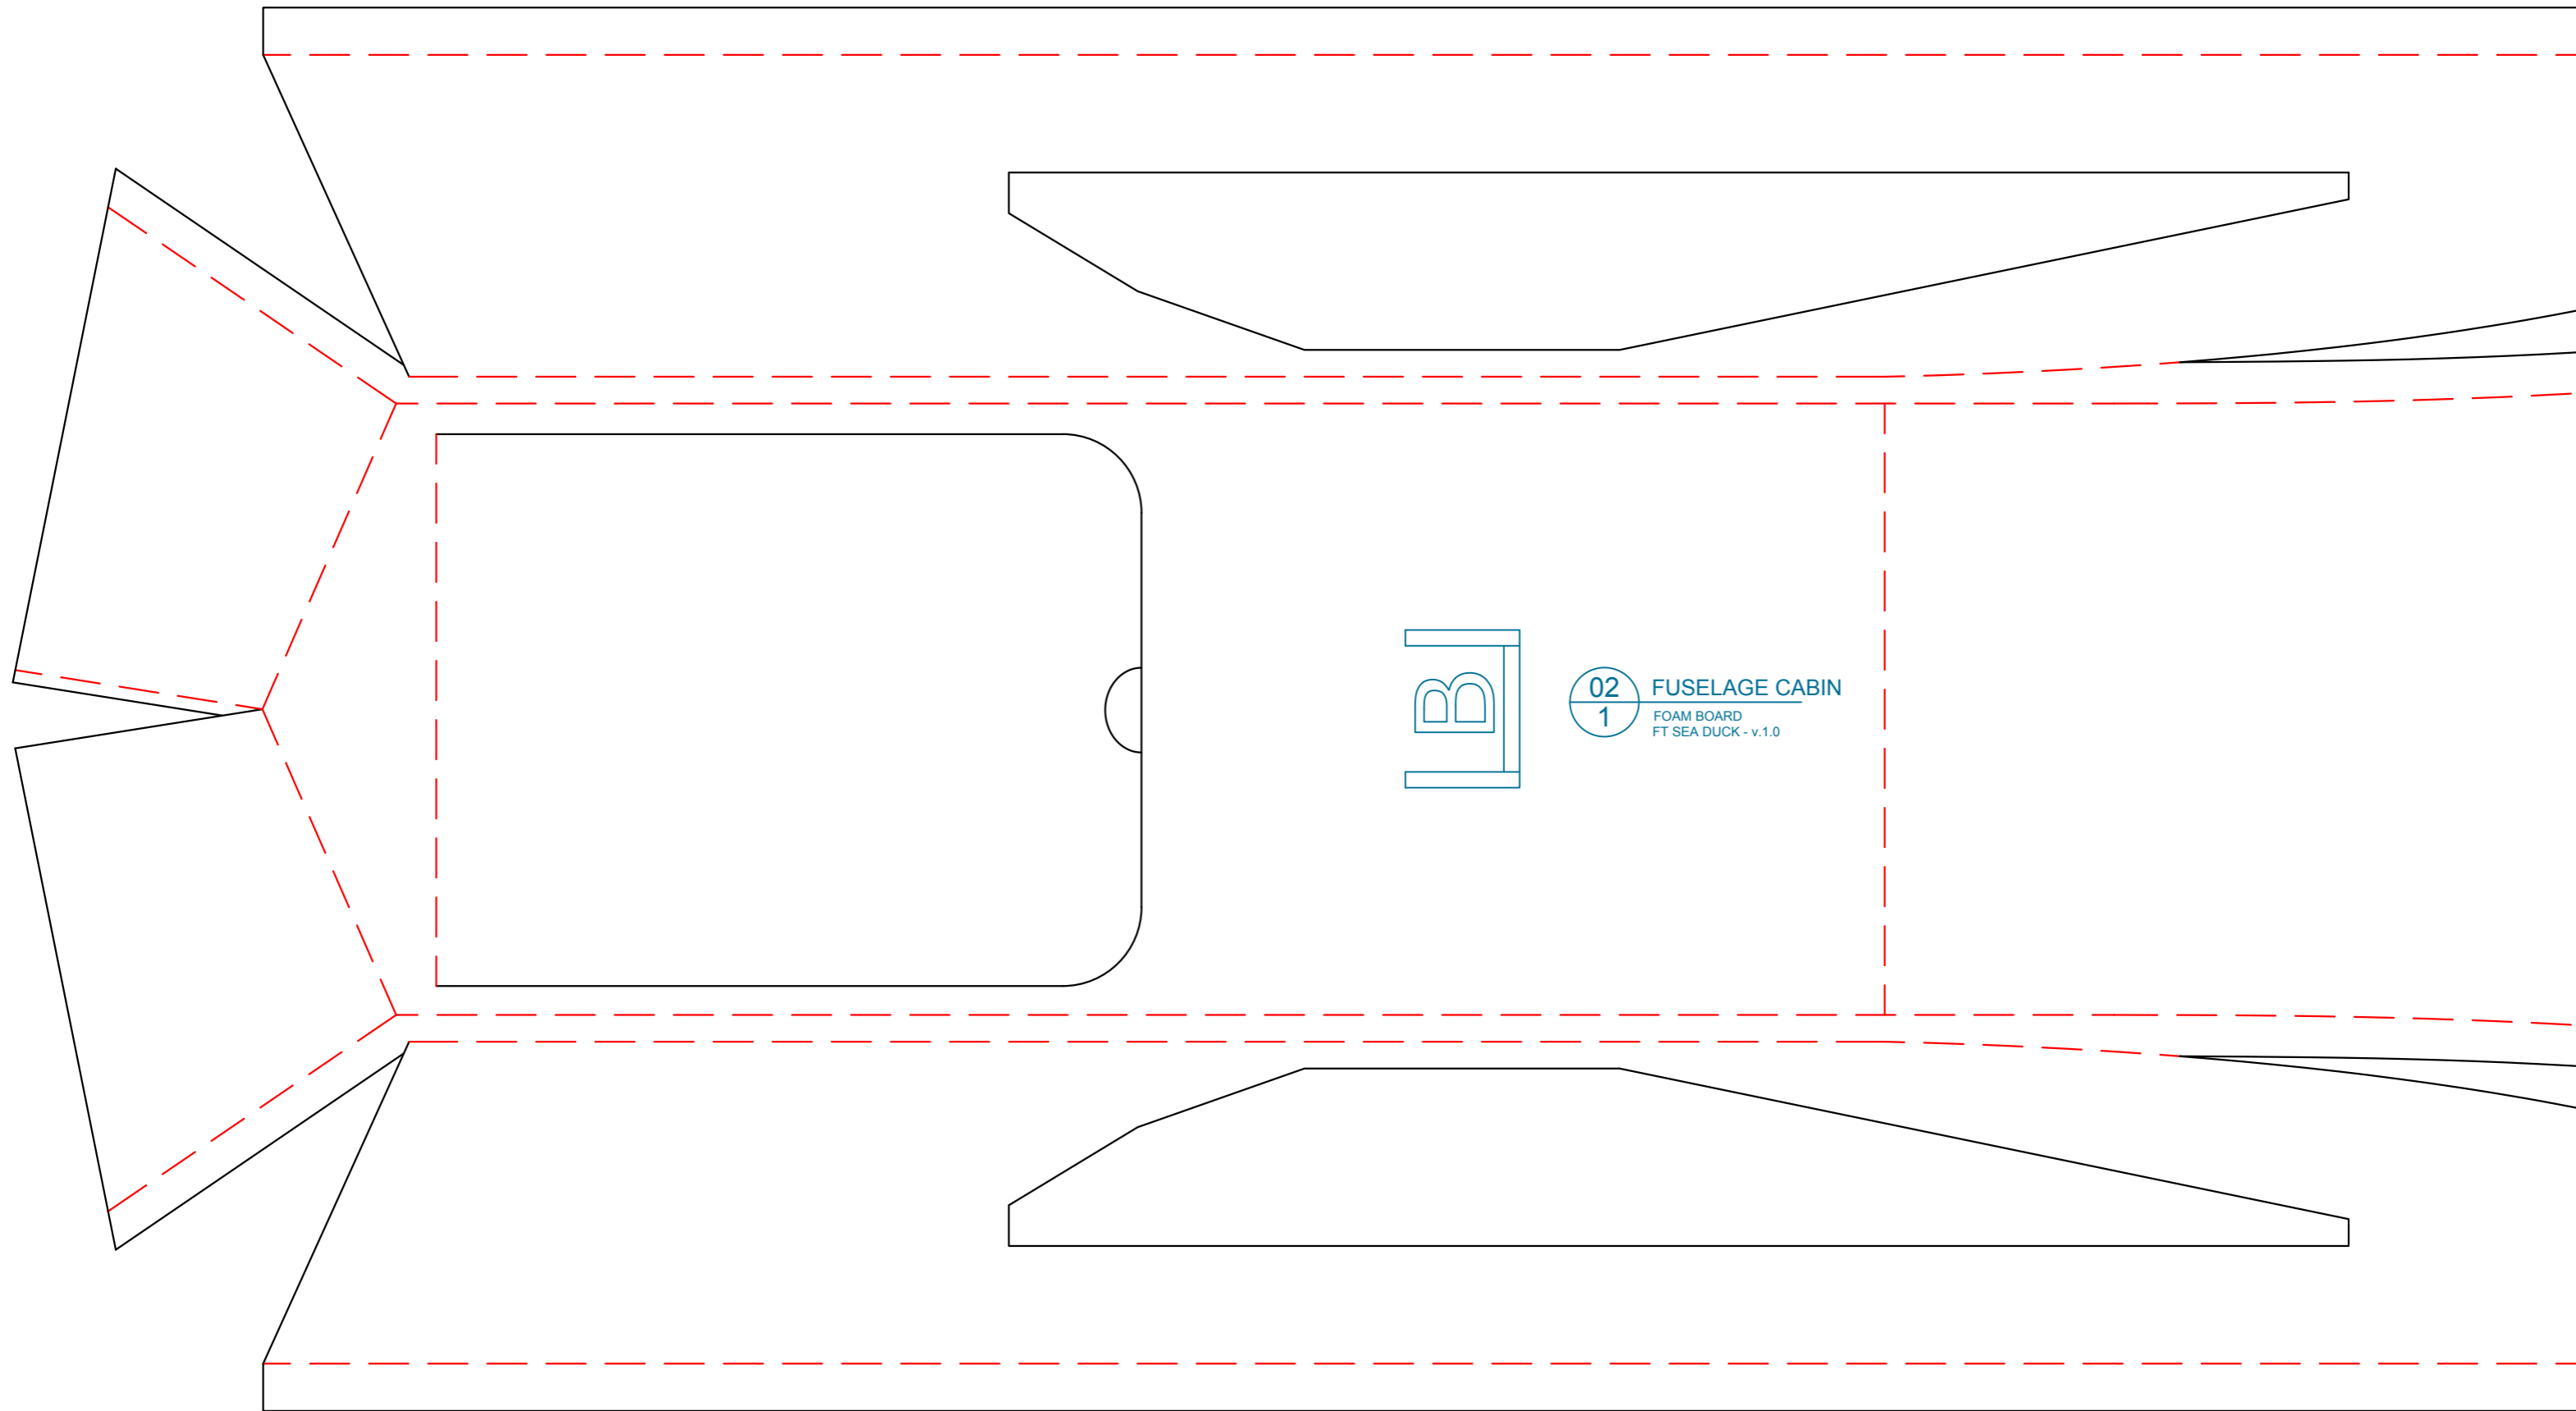 B
02
1
FUSELAGE CABIN
FOAM BOARD
FT SEA DUCK - v.1.0